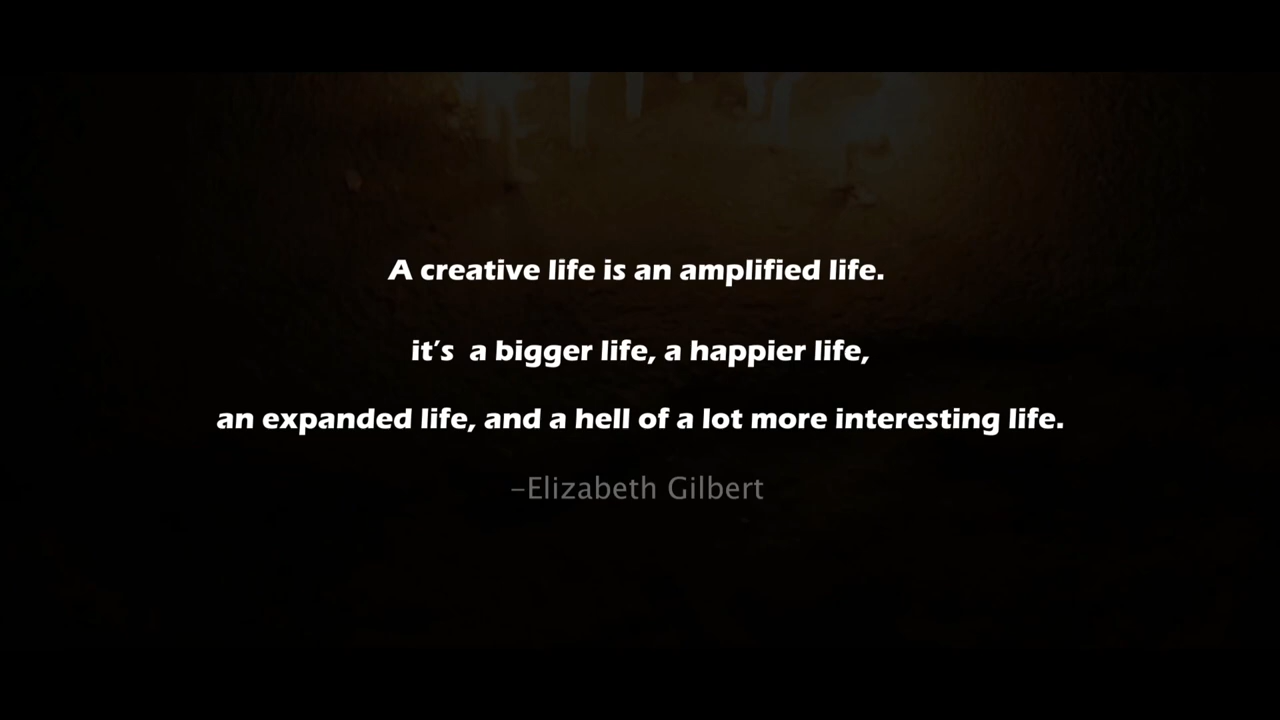 A creative life is an amplified life.
it's  a bigger life, a happier life,
an expanded life, and a hell of a lot more interesting life.
–Elizabeth Gilbert